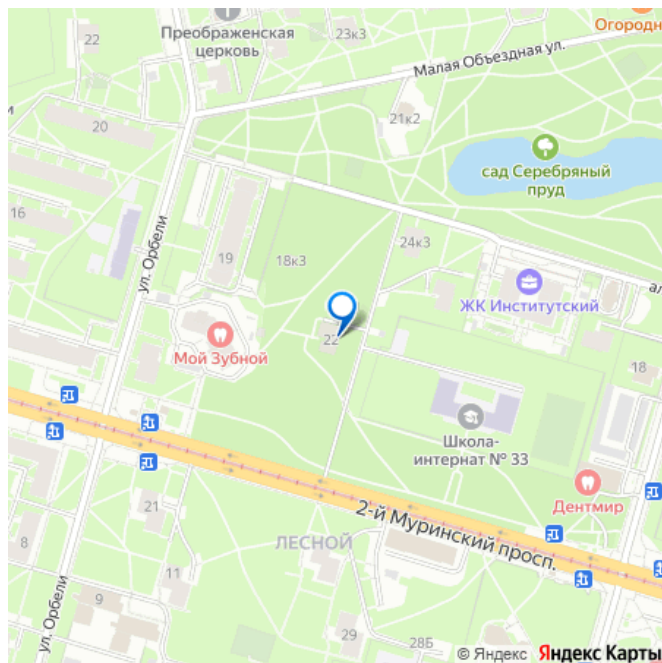 Преображенская
церковь
22
23к3
Огородн
Малая Объездная ул.
20
21к2
сад Серебряный
пруд
16
ул. Орбели
19
18к3
24к3
ЖК Институтский
22
Мой Зубной
18
Школа-
интернат № 33
Дентмир
2-й Муринский просп.
21
ЛЕСНОЙ
8
11
9
ул. Орбели
29
28Б
© Яндекс Яндекс Карты